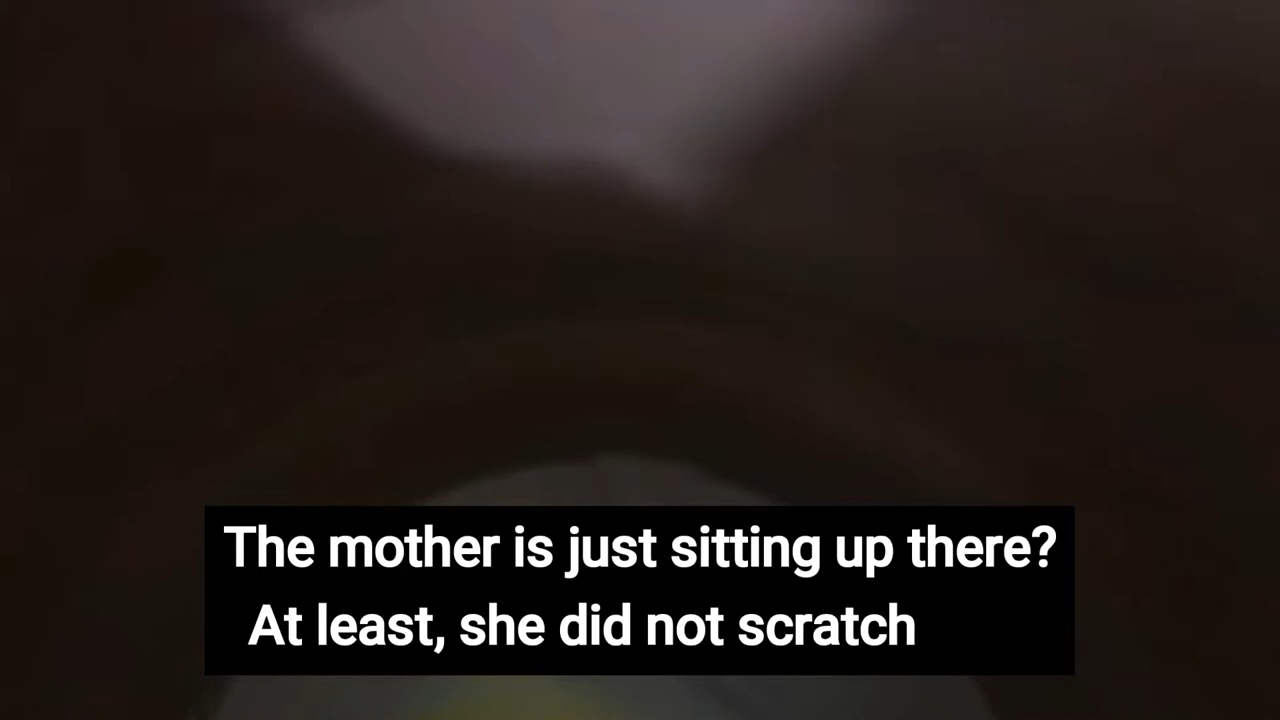 The mother is just sitting up there?
At least, she did not scratch